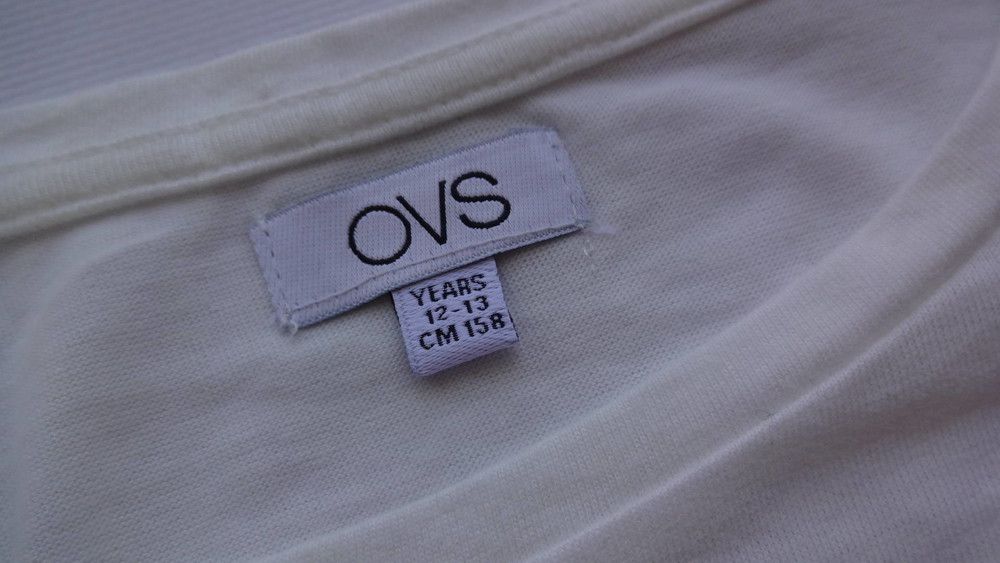 OVS
YEARS
12-13
CM 158